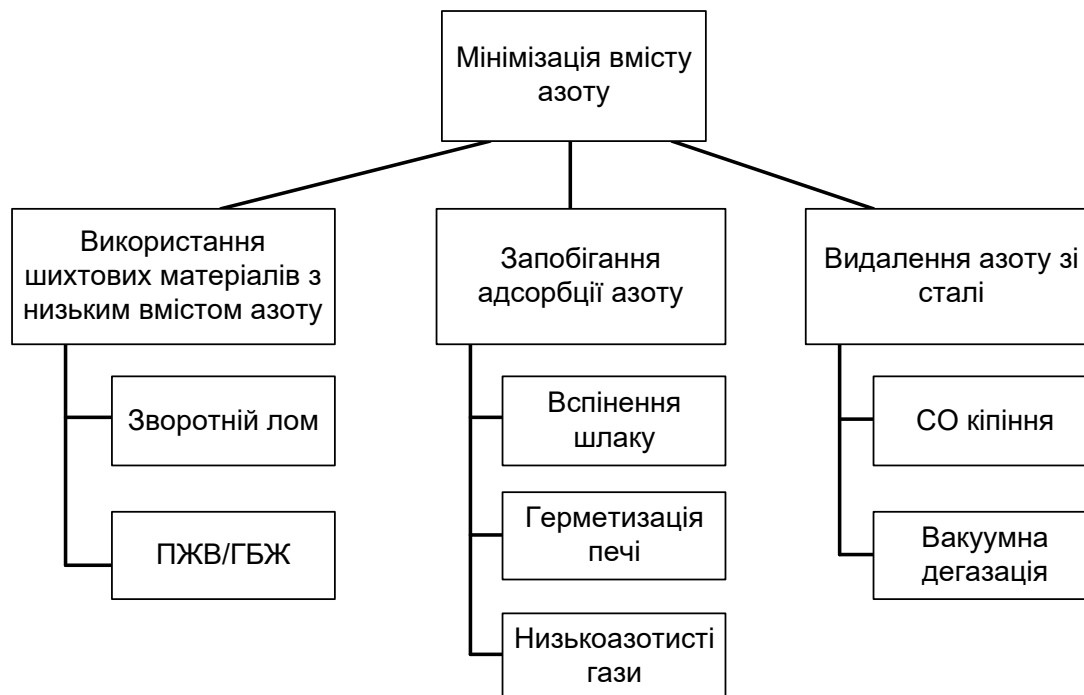 Мінімізація вмісту
азоту
Використання
шихтових матеріалів з
низьким вмістом азоту
Зворотній лом
ПЖВ/ГБЖ
Запобігання
адсорбції азоту
Вспінення
шлаку
Герметизація
печі
Низькоазотисті
гази
Видалення азоту зі
сталі
СО кіпіння
Вакуумна
дегазація